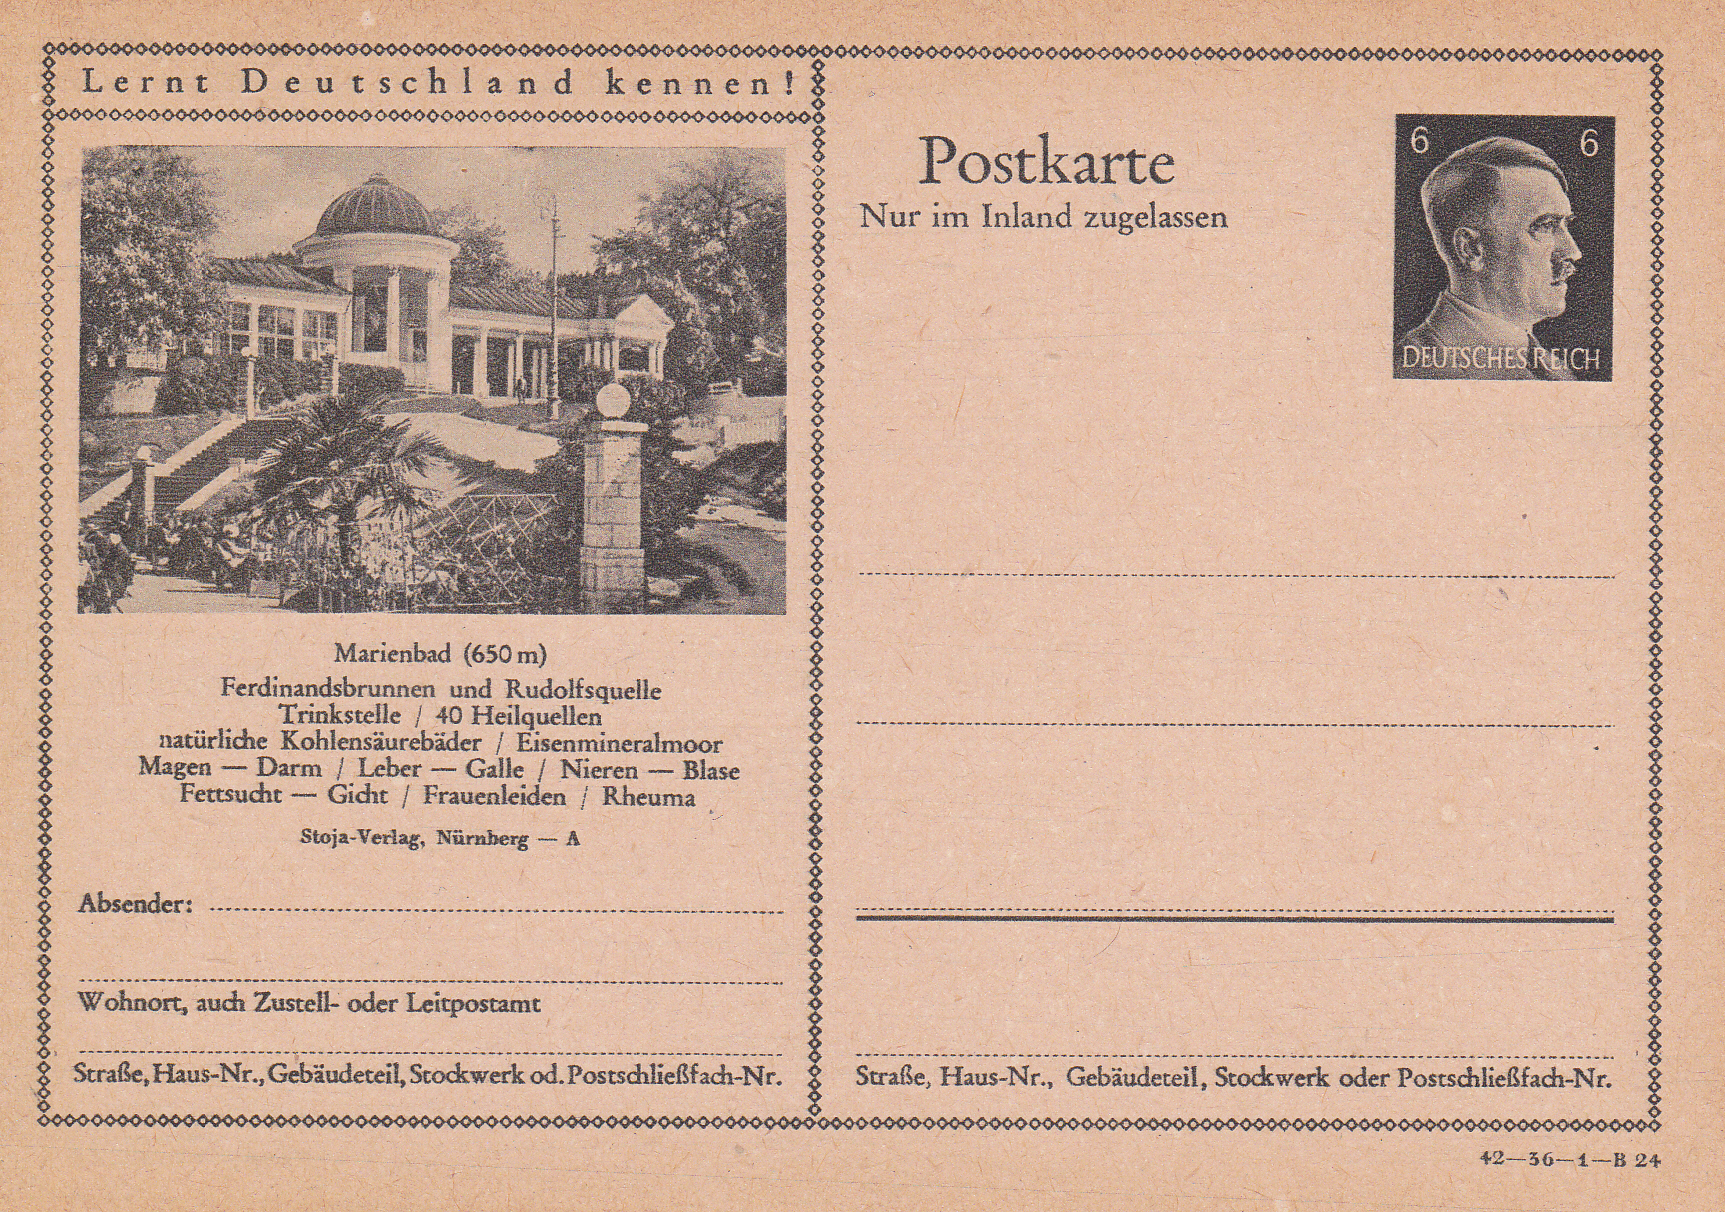 Lernt Deutschland kennen!
Marienbad (650 m)
Ferdinandsbrunnen und Rudolfsquelle
Trinkstelle / 40 Heilquellen
natürliche Kohlensäurebäder / Eisenmineralmoor
Magen — Darm / Leber — Galle / Nieren — Blase
Fettsucht — Gicht / Frauenleiden / Rheuma
Stoja-Verlag, Nürnberg — A
Absender:
Wohnort, auch Zustell- oder Leitpostamt
Straße, Haus-Nr., Gebäudeteil, Stockwerk od. Postschließfach-Nr.
Postkarte
Nur im Inland zugelassen
6 6
DEUTSCHES REICH
Straße, Haus-Nr., Gebäudeteil, Stockwerk oder Postschließfach-Nr.
42—36—1—B 24